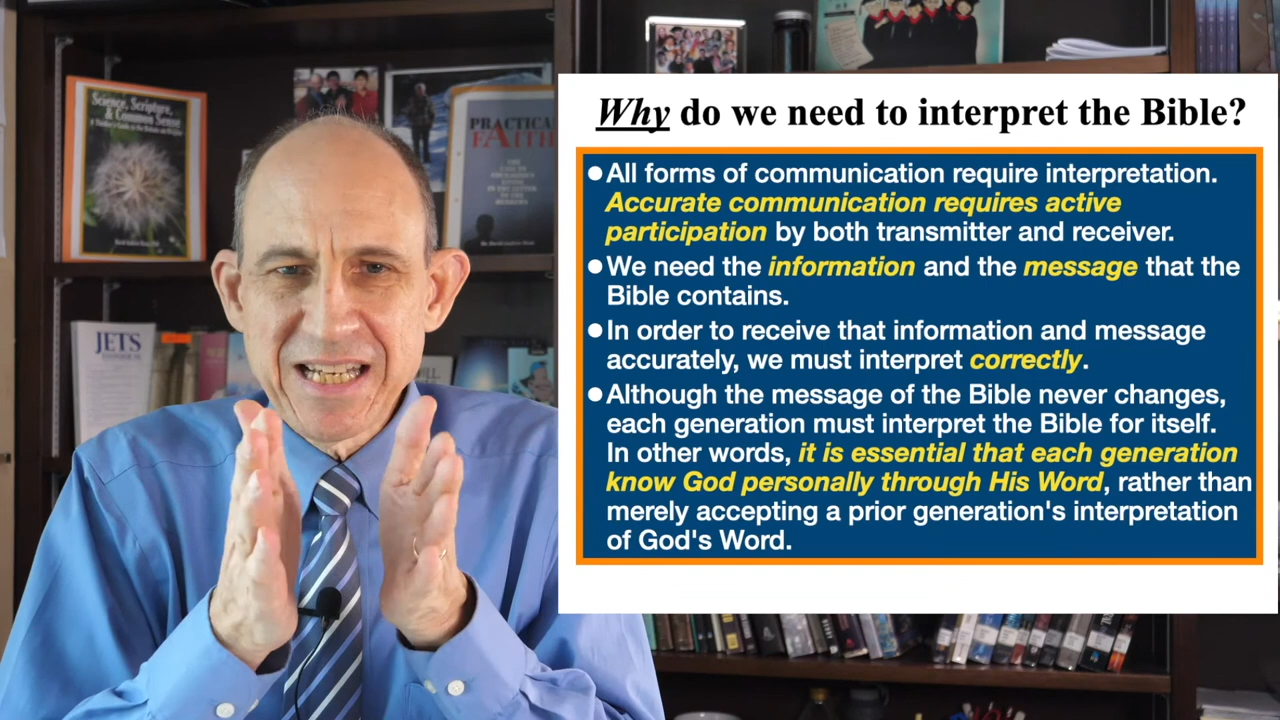 Science, Scripture,
& Common Sense
PRACTICAL
FAITH
JETS
Why do we need to interpret the Bible?
●All forms of communication require interpretation.
Accurate communication requires active
participation by both transmitter and receiver.
●We need the information and the message that the
Bible contains.
●In order to receive that information and message
accurately, we must interpret correctly.
●Although the message of the Bible never changes,
each generation must interpret the Bible for itself.
In other words, it is essential that each generation
know God personally through His Word, rather than
merely accepting a prior generation's interpretation
of God's Word.